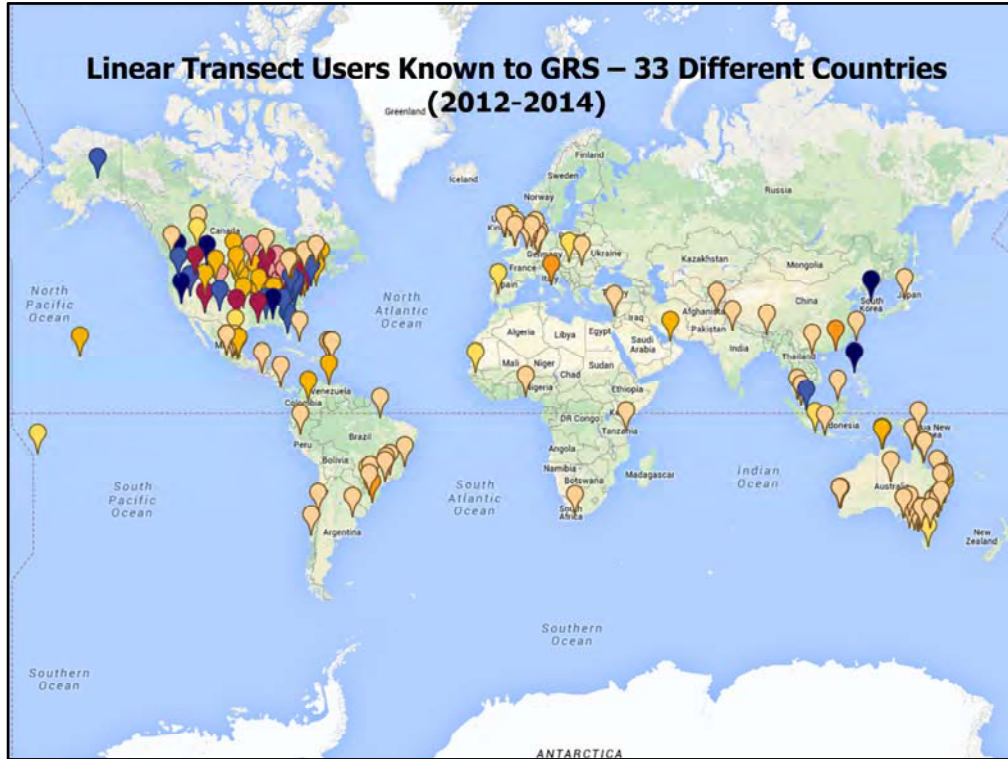 Linear Transect Users Known to GRS – 33 Different Countries
(2012-2014)
Greenland
Iceland
Finland
Sweden
Norway
Russia
Canada
Germany
Ukraine
France
Italy
Kazakhstan
Mongolia
North
Pacific
Ocean
North
Atlantic
Ocean
China
South
Korea
Japan
Iraq
Afghanistan
Pakistan
Algeria
Libya
Egypt
Saudi
Arabia
India
Thailand
Mali
Niger
Chad
Sudan
Nigeria
Ethiopia
Venezuela
Colombia
DR Congo
Tanzania
Indonesia
Peru
Brazil
Bolivia
Angola
Namibia
Botswana
Madagascar
South
Pacific
Ocean
South
Atlantic
Ocean
Indian
Ocean
Australia
South
Africa
Argentina
New
Zealand
Southern
Ocean
Southern
Ocean
ANTARCTICA